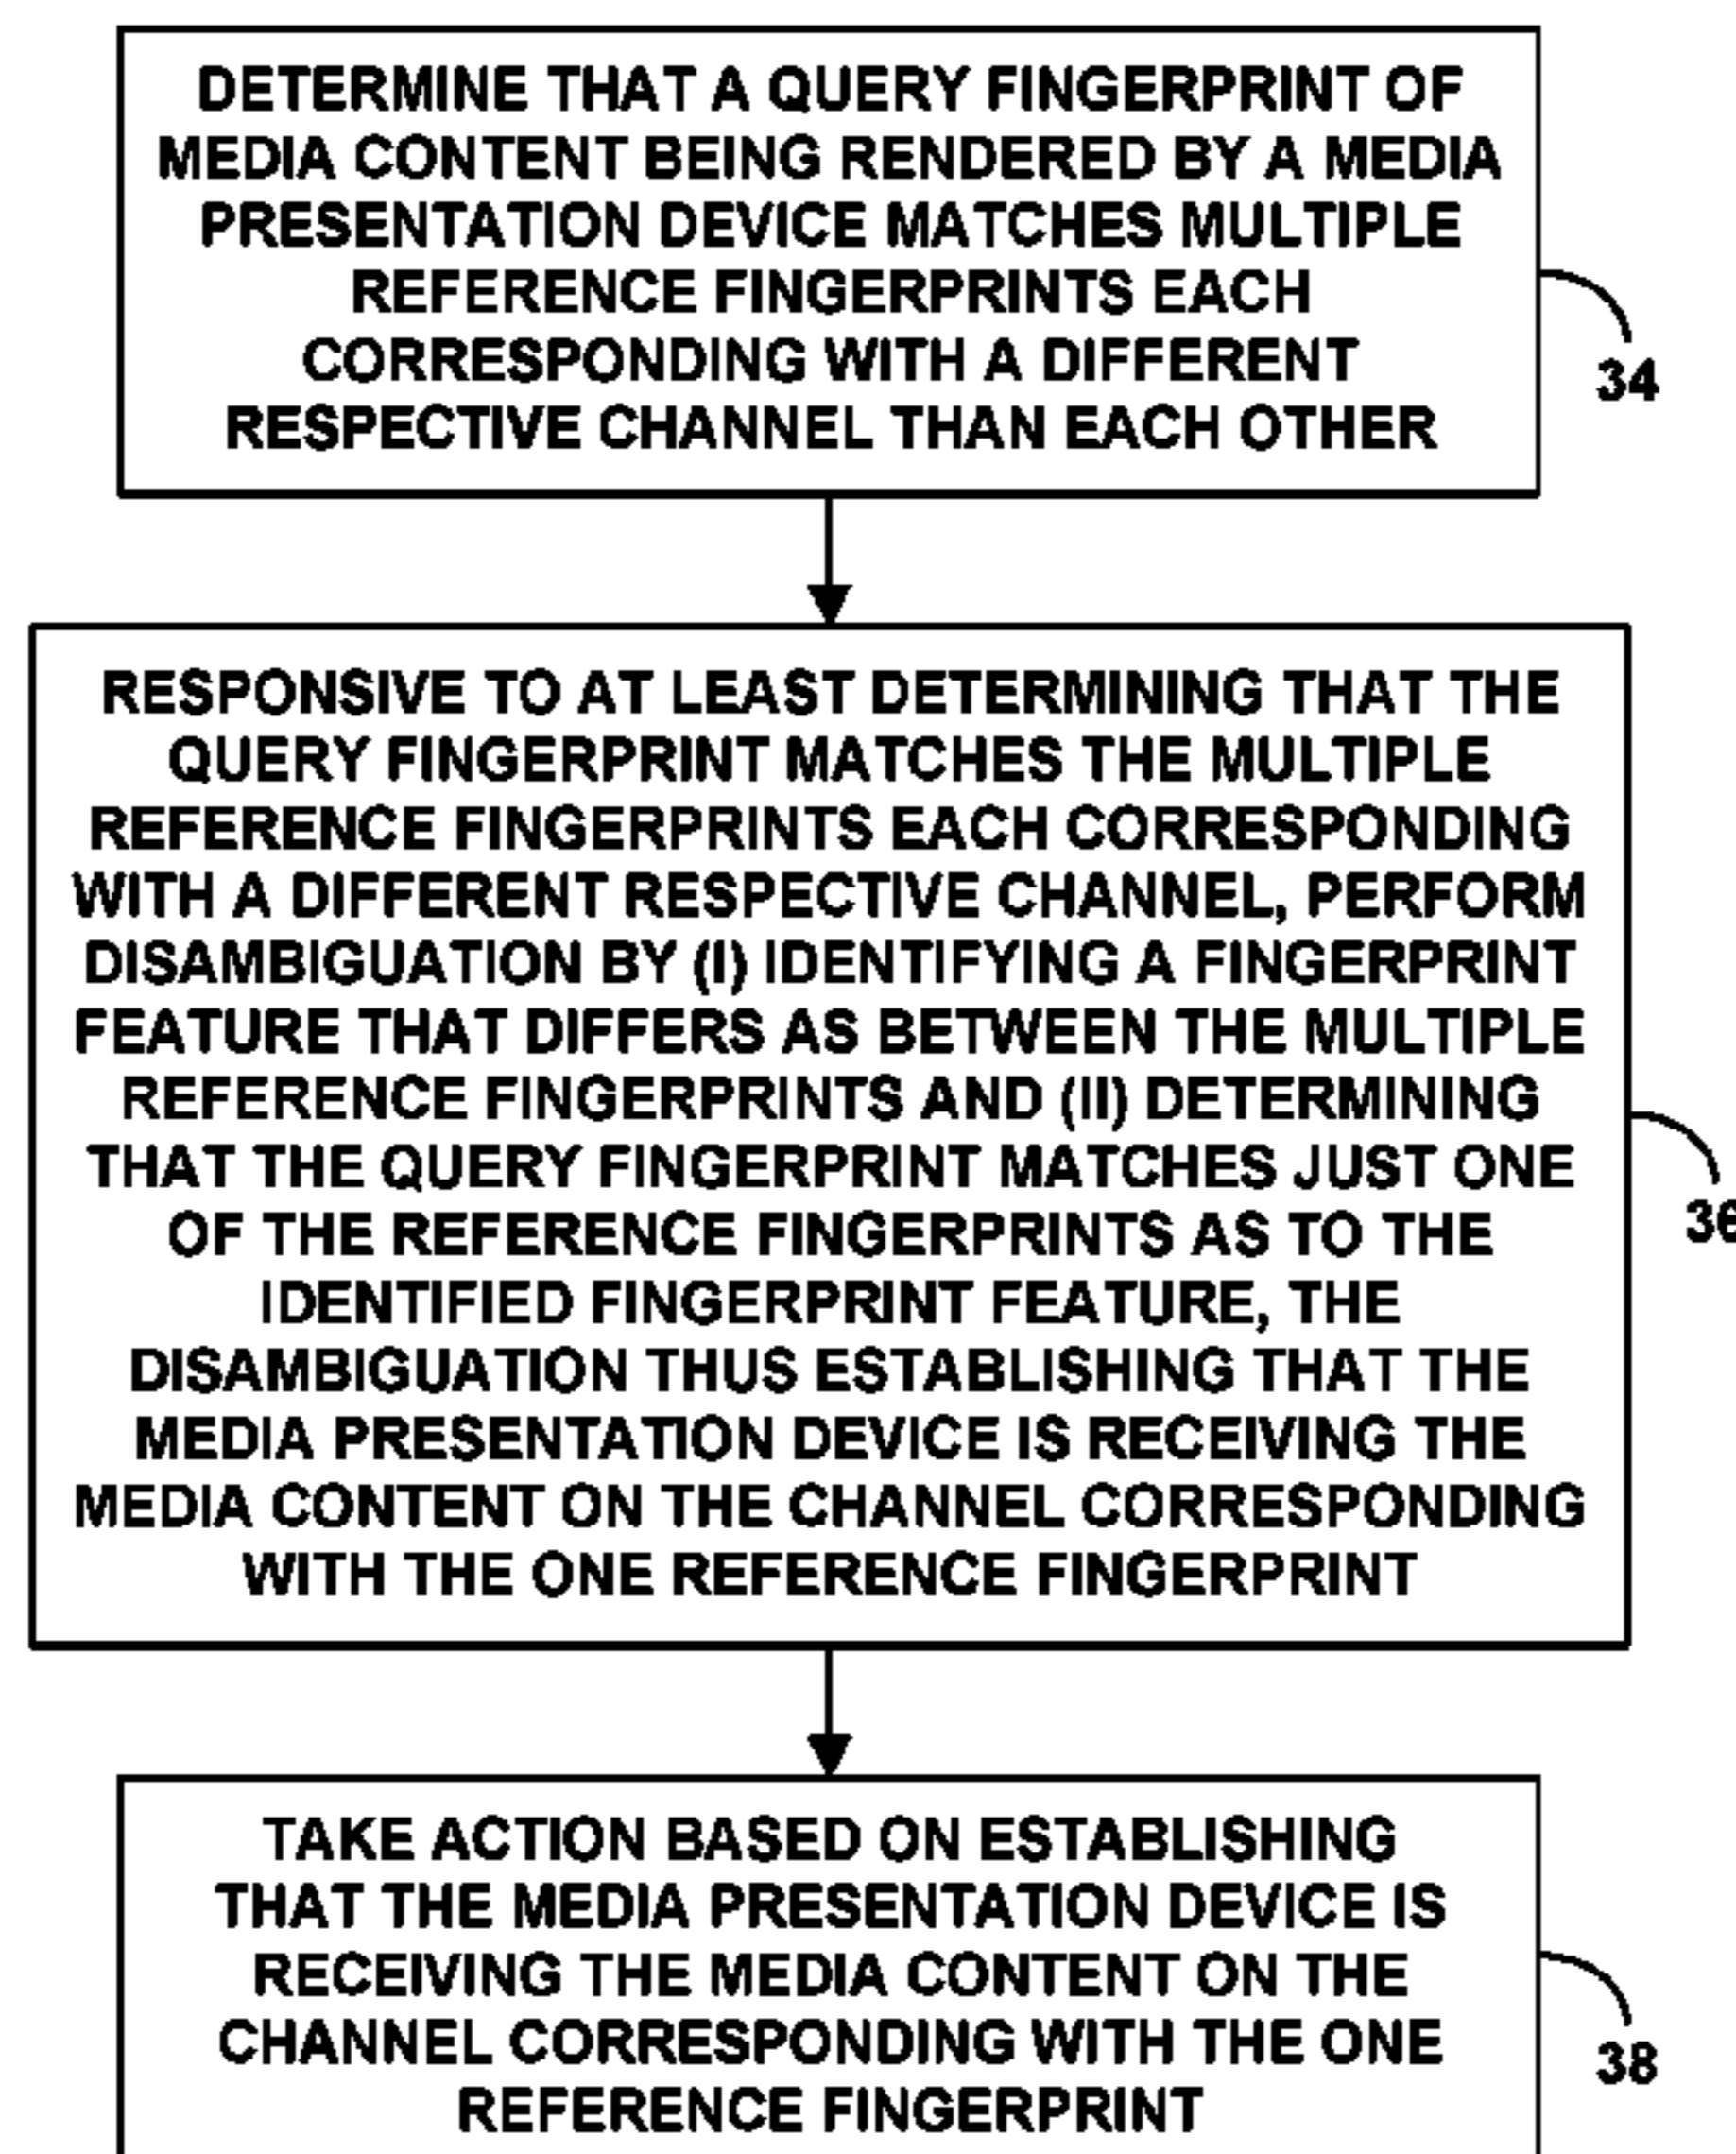 DETERMINE THAT A QUERY FINGERPRINT OF
MEDIA CONTENT BEING RENDERED BY A MEDIA
PRESENTATION DEVICE MATCHES MULTIPLE
REFERENCE FINGERPRINTS EACH
CORRESPONDING WITH A DIFFERENT
RESPECTIVE CHANNEL THAN EACH OTHER
34
RESPONSIVE TO AT LEAST DETERMINING THAT THE
QUERY FINGERPRINT MATCHES THE MULTIPLE
REFERENCE FINGERPRINTS EACH CORRESPONDING
WITH A DIFFERENT RESPECTIVE CHANNEL, PERFORM
DISAMBIGUATION BY (I) IDENTIFYING A FINGERPRINT
FEATURE THAT DIFFERS AS BETWEEN THE MULTIPLE
REFERENCE FINGERPRINTS AND (II) DETERMINING
THAT THE QUERY FINGERPRINT MATCHES JUST ONE
OF THE REFERENCE FINGERPRINTS AS TO THE
IDENTIFIED FINGERPRINT FEATURE, THE
DISAMBIGUATION THUS ESTABLISHING THAT THE
MEDIA PRESENTATION DEVICE IS RECEIVING THE
MEDIA CONTENT ON THE CHANNEL CORRESPONDING
WITH THE ONE REFERENCE FINGERPRINT
36
TAKE ACTION BASED ON ESTABLISHING
THAT THE MEDIA PRESENTATION DEVICE IS
RECEIVING THE MEDIA CONTENT ON THE
CHANNEL CORRESPONDING WITH THE ONE
REFERENCE FINGERPRINT
38